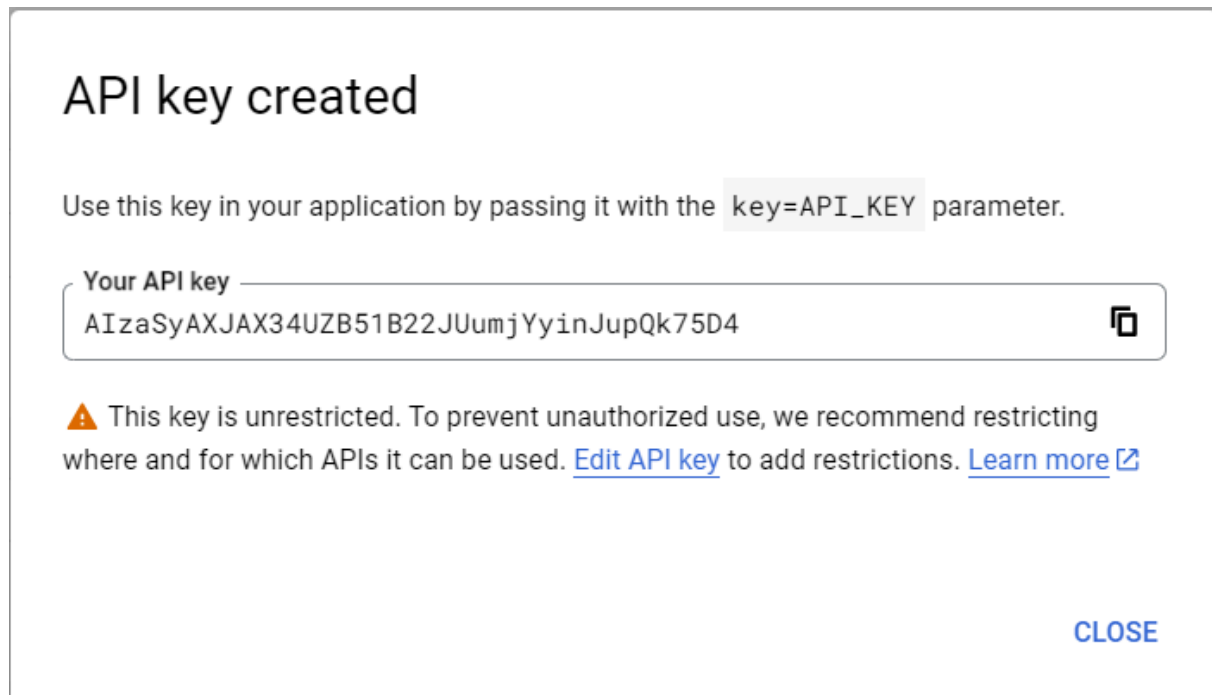 API key created
Use this key in your application by passing it with the key=API_KEY parameter.
Your API key
AIzaSyAXJAX34UZB51B22JUumjYyinJupQk75D4
This key is unrestricted. To prevent unauthorized use, we recommend restricting
where and for which APIs it can be used. Edit API key to add restrictions. Learn more
CLOSE